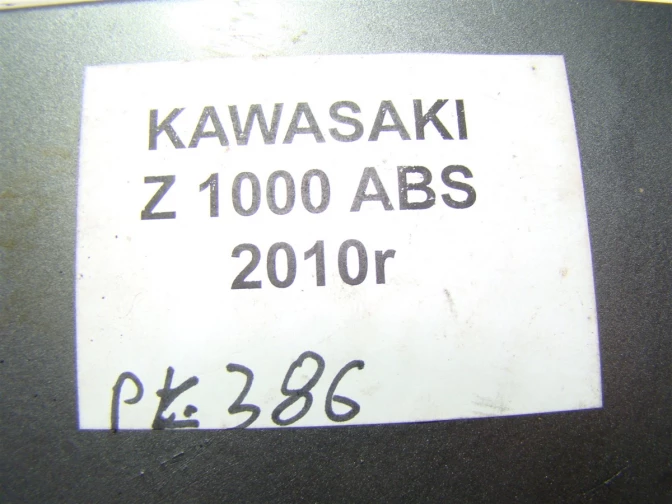 KAWASAKI
Z 1000 ABS
2010r
pk. 386